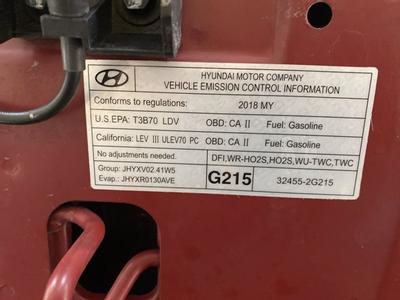 HYUNDAI MOTOR COMPANY
VEHICLE EMISSION CONTROL INFORMATION
Conforms to regulations: 2018 MY
U.S.EPA: T3B70 LDV OBD: CA II Fuel: Gasoline
California: LEV III ULEV70 PC OBD: CA II Fuel: Gasoline
No adjustments needed. DFI,WR-HO2S,HO2S,WU-TWC,TWC
Group: JHYXV02.41W5
Evap.: JHYXR0130AVE
G215 32455-2G215